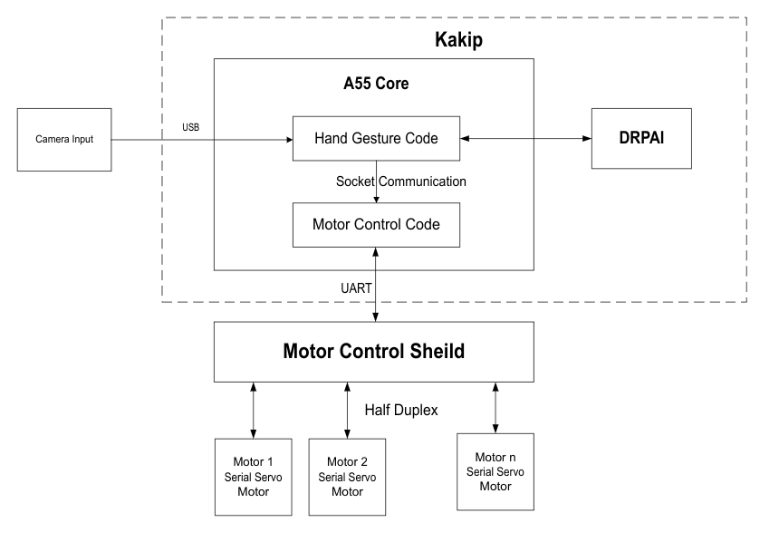 Kakip
A55 Core
Camera Input
USB
Hand Gesture Code
DRPAI
Socket Communication
Motor Control Code
UART
Motor Control Sheild
Half Duplex
Motor 1
Serial Servo
Motor
Motor 2
Serial Servo
Motor
Motor n
Serial Servo
Motor